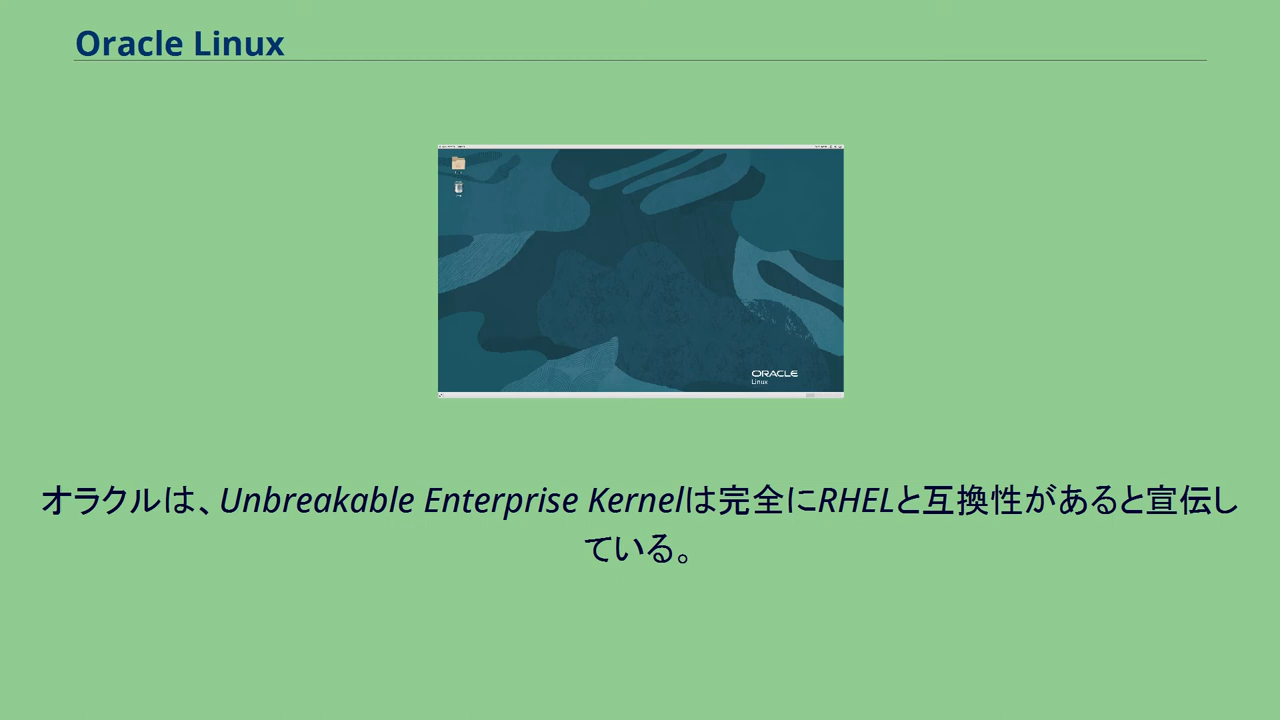 Oracle Linux
ORACLE
Linux
オラクルは、Unbreakable Enterprise Kernelは完全にRHELと互換性があると宣伝し
ている。